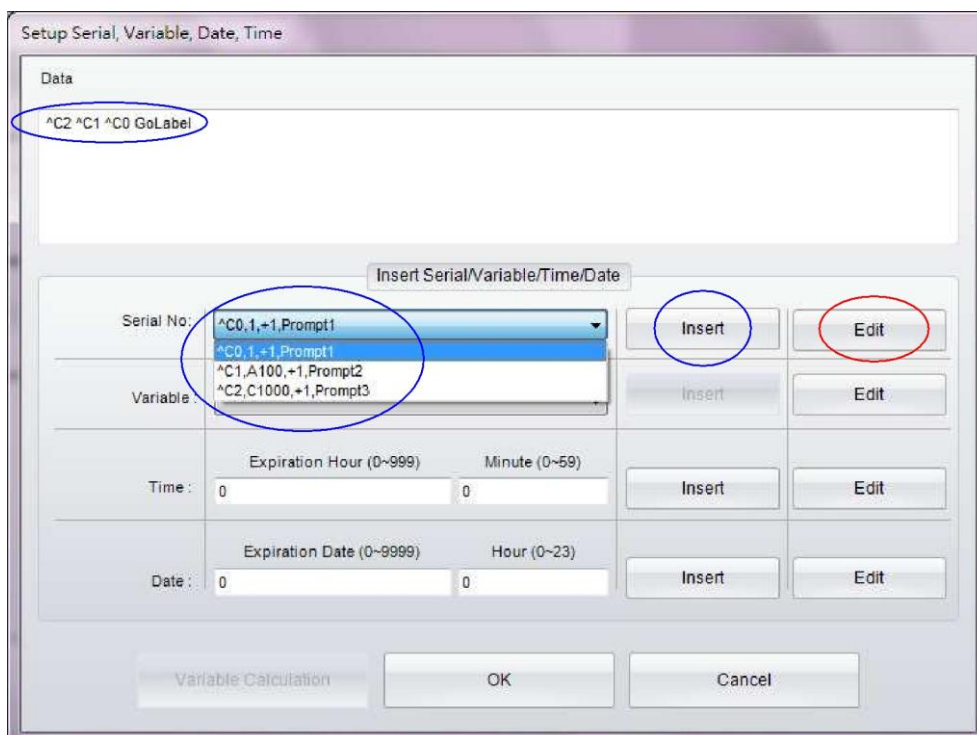 Setup Serial, Variable, Date, Time
Data
^C2 ^C1 ^C0 GoLabel
Insert Serial/Variable/Time/Date
Serial No: ^C0,1,+1,Prompt1 Insert Edit
^C0,1,+1,Prompt1
^C1,A100,+1,Prompt2
^C2,C1000,+1,Prompt3
Variable : Insert Edit
Expiration Hour (0~999) Minute (0~59)
Time : 0 0 Insert Edit
Expiration Date (0~9999) Hour (0~23)
Date : 0 0 Insert Edit
Variable Calculation OK Cancel